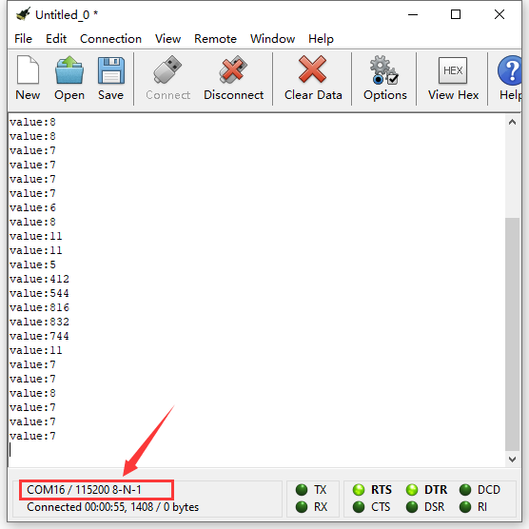 Untitled_0 *
File Edit Connection View Remote Window Help
New Open Save Connect Disconnect Clear Data Options HEX View Hex ? Help
value:8
value:8
value:7
value:7
value:7
value:7
value:6
value:8
value:11
value:11
value:5
value:412
value:544
value:816
value:832
value:744
value:11
value:7
value:7
value:8
value:7
value:7
value:7
COM16 / 115200 8-N-1
Connected 00:00:55, 1408 / 0 bytes
TX RTS DTR DCD
RX CTS DSR RI